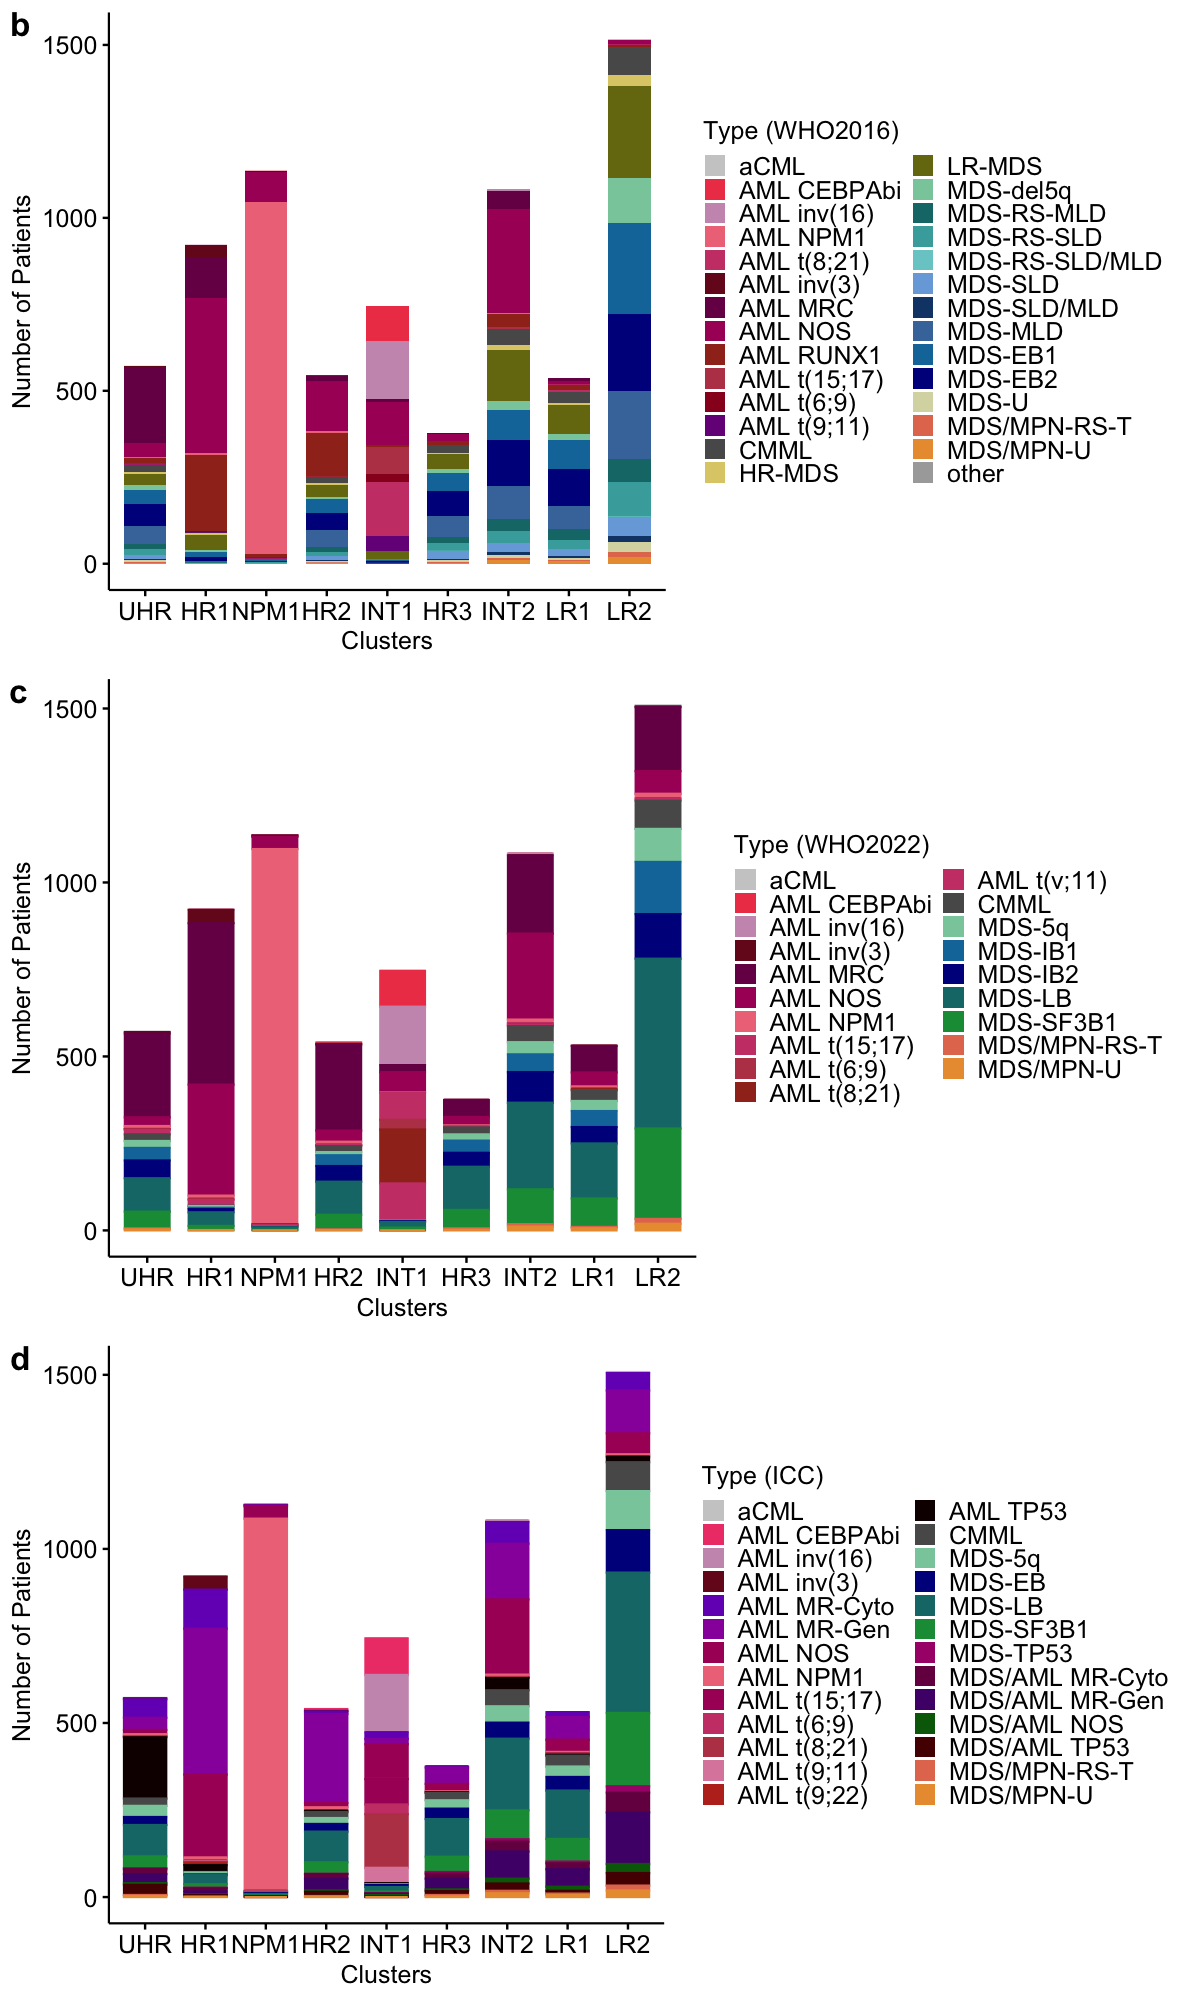 b
1500
1000
500
0
Number of Patients
UHR HR1 NPM1 HR2 INT1 HR3 INT2 LR1 LR2
Clusters
Type (WHO2016)
aCML
AML CEBPAbi
AML inv(16)
AML NPM1
AML t(8;21)
AML inv(3)
AML MRC
AML NOS
AML RUNX1
AML t(15;17)
AML t(6;9)
AML t(9;11)
CMML
HR-MDS
LR-MDS
MDS-del5q
MDS-RS-MLD
MDS-RS-SLD
MDS-RS-SLD/MLD
MDS-SLD
MDS-SLD/MLD
MDS-MLD
MDS-EB1
MDS-EB2
MDS-U
MDS/MPN-RS-T
MDS/MPN-U
other
c
1500
1000
500
0
Number of Patients
UHR HR1 NPM1 HR2 INT1 HR3 INT2 LR1 LR2
Clusters
Type (WHO2022)
aCML
AML CEBPAbi
AML inv(16)
AML inv(3)
AML MRC
AML NOS
AML NPM1
AML t(15;17)
AML t(6;9)
AML t(8;21)
AML t(v;11)
CMML
MDS-5q
MDS-IB1
MDS-IB2
MDS-LB
MDS-SF3B1
MDS/MPN-RS-T
MDS/MPN-U
d
1500
1000
500
0
Number of Patients
UHR HR1 NPM1 HR2 INT1 HR3 INT2 LR1 LR2
Clusters
Type (ICC)
aCML
AML CEBPAbi
AML inv(16)
AML inv(3)
AML MR-Cyto
AML MR-Gen
AML NOS
AML NPM1
AML t(15;17)
AML t(6;9)
AML t(8;21)
AML t(9;11)
AML t(9;22)
AML TP53
CMML
MDS-5q
MDS-EB
MDS-LB
MDS-SF3B1
MDS-TP53
MDS/AML MR-Cyto
MDS/AML MR-Gen
MDS/AML NOS
MDS/AML TP53
MDS/MPN-RS-T
MDS/MPN-U